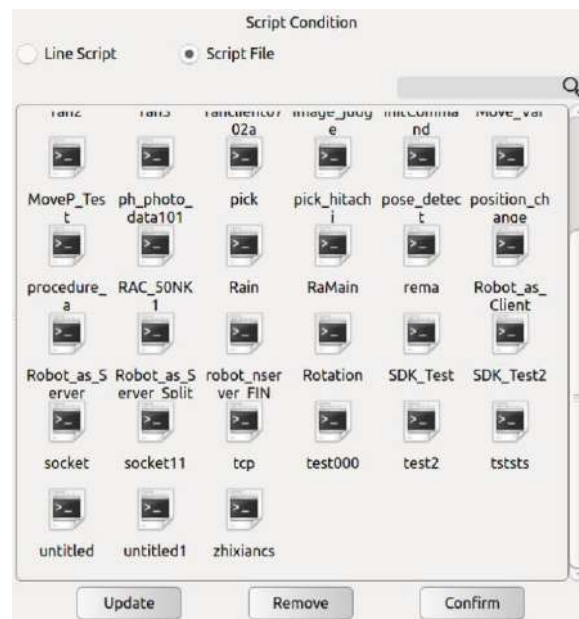 Script Condition
Line Script
Script File
02a
e
nd
MoveP_Tes
ph_photo_
pick
pick_hitach
pose_detec
position_ch
t
data101
i
t
ange
procedure_
RAC_50NK
Rain
RaMain
rema
Robot_as_
a
1
Client
Robot_as_S
Robot_as_S
robot_nser
Rotation
SDK_Test
SDK_Test2
erver
erver_Split
ver_FIN
socket
socket11
tcp
test000
test2
tststs
untitled
untitled1
zhixiancs
Update
Remove
Confirm